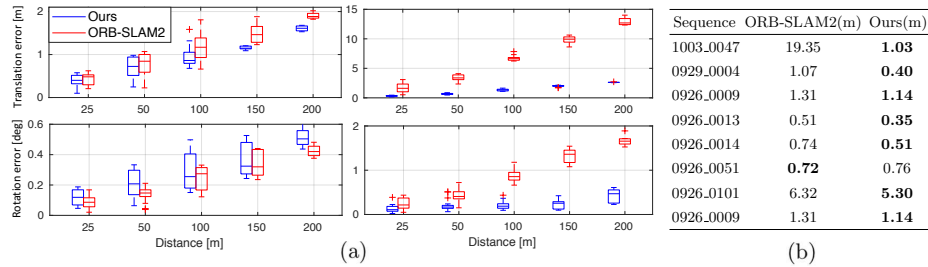 Ours
ORB-SLAM2
Translation error [m]
2
1
0
25 50 100 150 200
15
10
5
0
25 50 100 150 200
Rotation error [deg]
0.6
0.4
0.2
0
25 50 100 150 200
Distance [m]
2
1
0
25 50 100 150 200
Distance [m]
(a)
Sequence ORB-SLAM2(m) Ours(m)
1003_0047 19.35 1.03
0929_0004 1.07 0.40
0926_0009 1.31 1.14
0926_0013 0.51 0.35
0926_0014 0.74 0.51
0926_0051 0.72 0.76
0926_0101 6.32 5.30
0926_0009 1.31 1.14
(b)